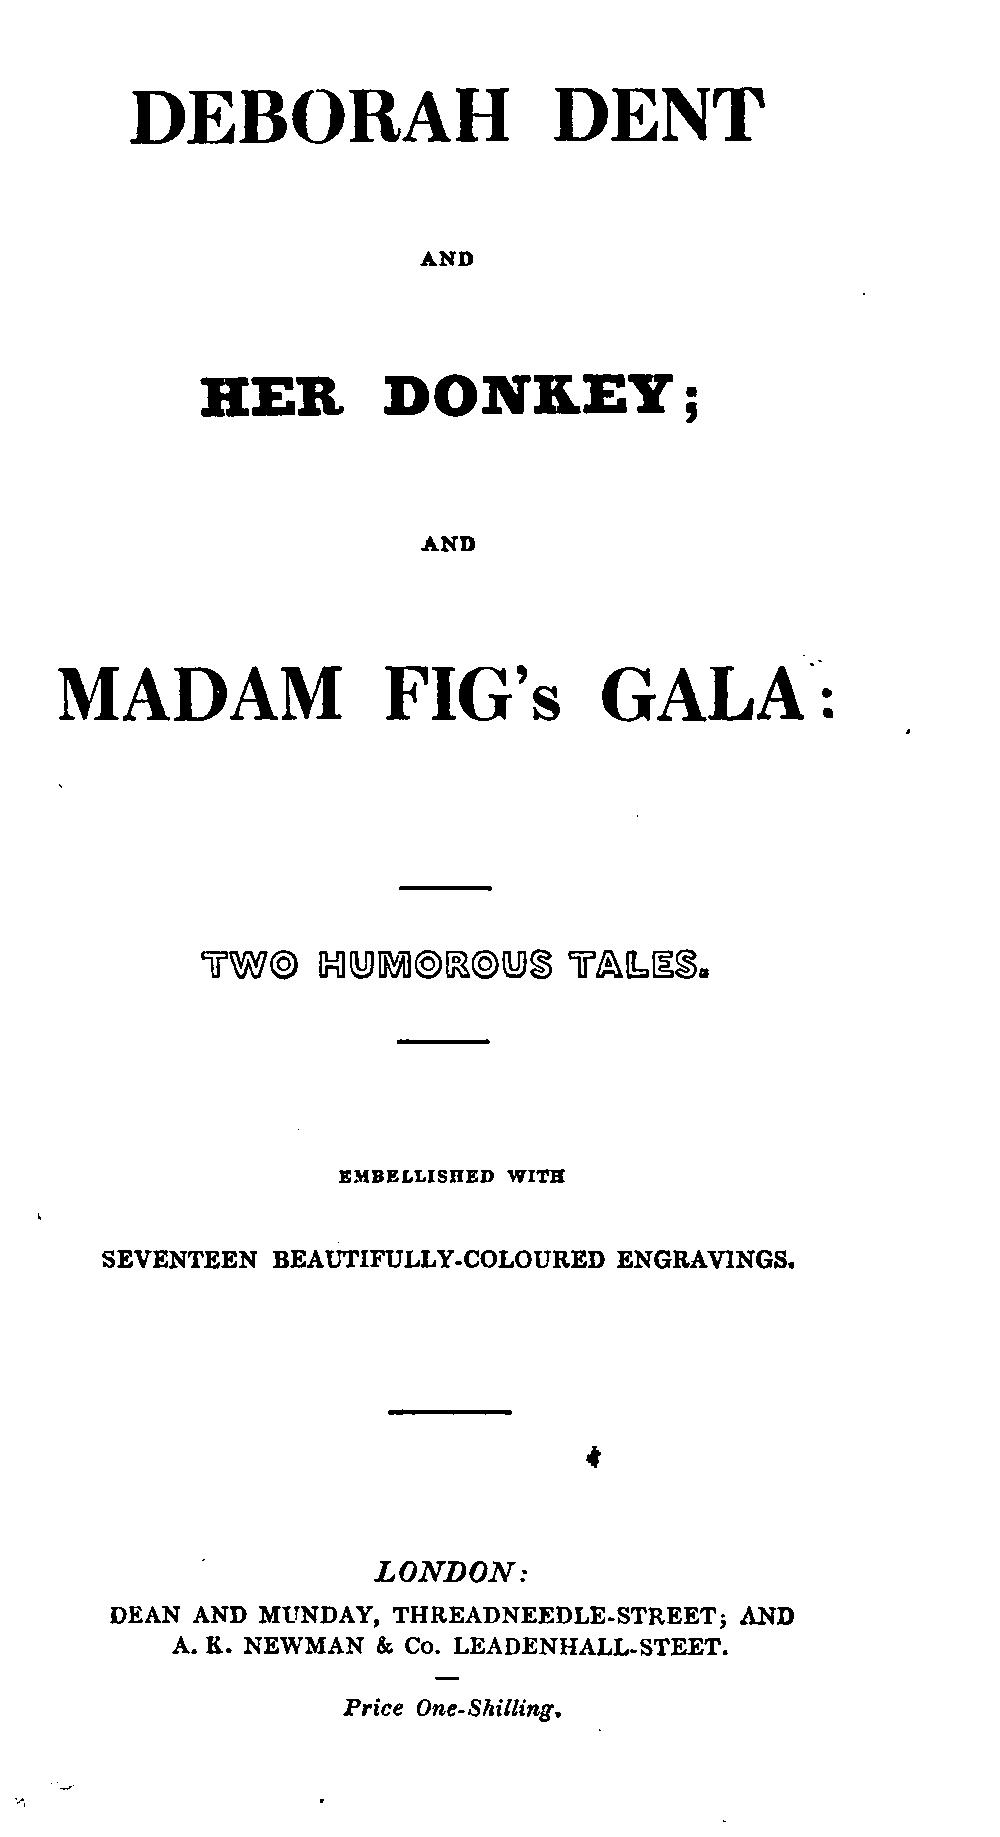 DEBORAH DENT
AND
HER DONKEY;
AND
MADAM FIG's GALA:
TWO HUMOROUS TALES.
EMBELLISHED WITH
SEVENTEEN BEAUTIFULLY-COLOURED ENGRAVINGS.
LONDON:
DEAN AND MUNDAY, THREADNEEDLE-STREET; AND
A. K. NEWMAN & Co. LEADENHALL-STEET.
Price One-Shilling.